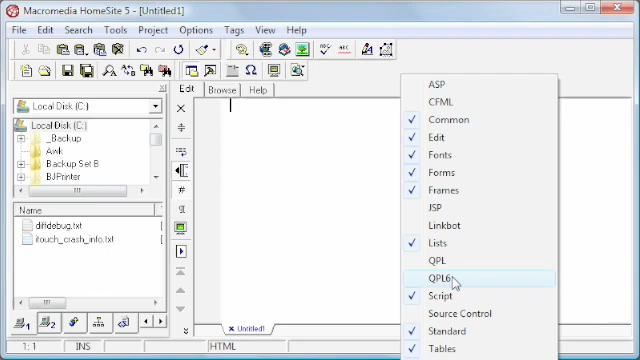 Macromedia HomeSite 5 - [Untitled1]
File Edit Search Tools Project Options Tags View Help
Edit Browse Help
Local Disk (C:)
Local Disk (C:)
_Backup
Awk
Backup Set B
BJPrinter
Name
diffdebug.txt
itouch_crash_info.txt
ASP
CFML
Common
Edit
Fonts
Forms
Frames
JSP
Linkbot
Lists
QPL
QPL6
Script
Source Control
Standard
Tables
Untitled1
1: 1 INS HTML